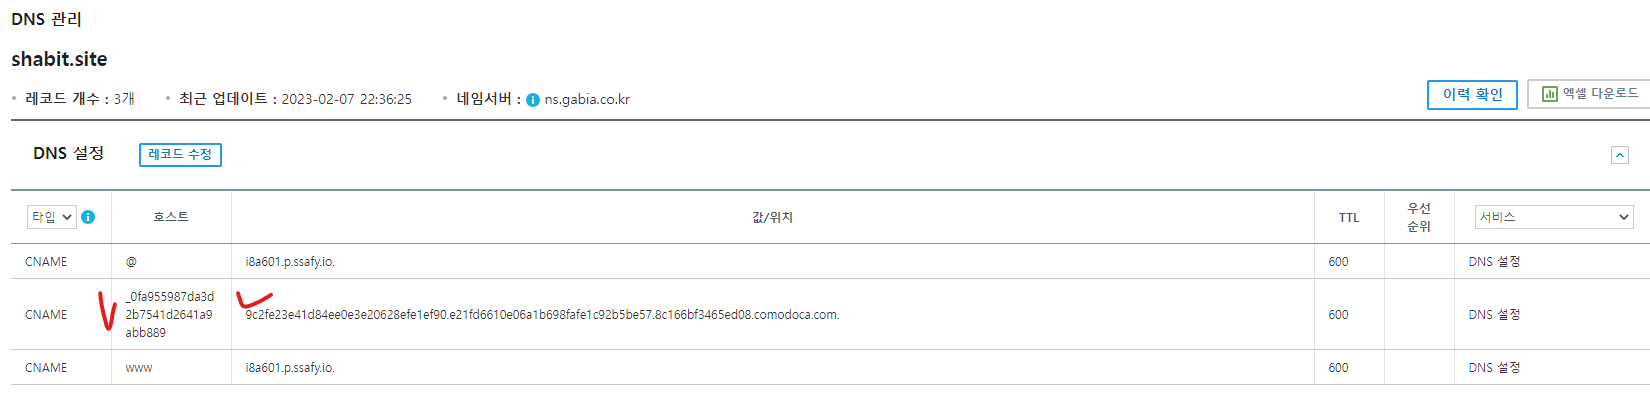 DNS 관리
shabit.site
• 레코드 개수 : 3개 • 최근 업데이트 : 2023-02-07 22:36:25 • 네임서버 : i ns.gabia.co.kr
이력 확인 엑셀 다운로드
DNS 설정 레코드 수정
타입 i 호스트 값/위치 TTL 우선 서비스
순위
CNAME @ i8a601.p.ssafy.io. 600 DNS 설정
_0fa955987da3d
CNAME 2b7541d2641a9 9c2fe23e41d84ee0e3e20628efe1ef90.e21fd6610e06a1b698fafe1c92b5be57.8c166bf3465ed08.comodoca.com. 600 DNS 설정
abb889
CNAME www i8a601.p.ssafy.io. 600 DNS 설정